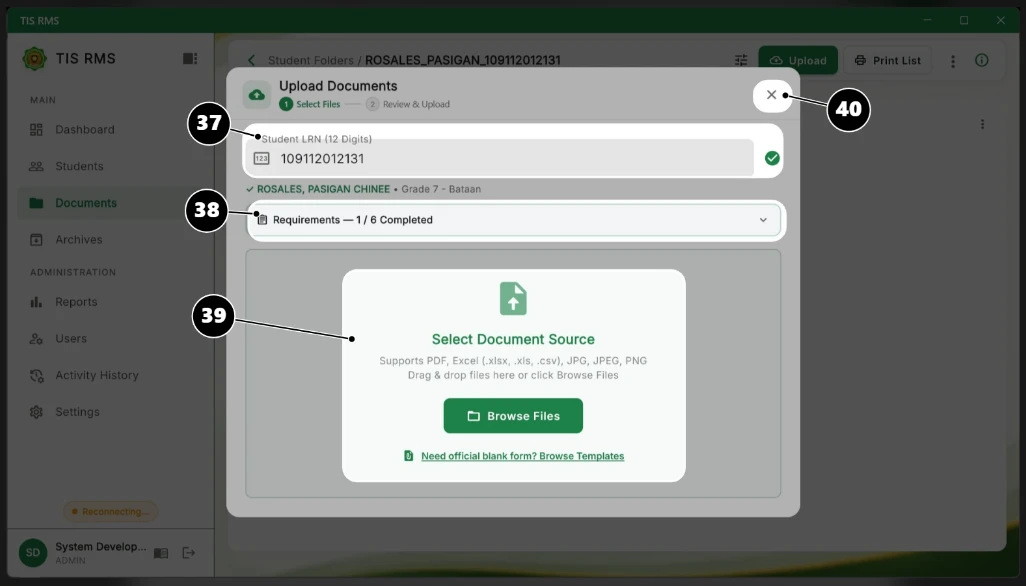 TIS RMS
TIS RMS
MAIN
Dashboard
Students
Documents
Archives
ADMINISTRATION
Reports
Users
Activity History
Settings
Reconnecting...
SD
System Develop...
ADMIN
Student Folders / ROSALES_PASIGAN_109112012131
Upload
Print List
Upload Documents
1 Select Files
2 Review & Upload
40
37
Student LRN (12 Digits)
123
109112012131
ROSALES, PASIGAN CHINEE • Grade 7 - Bataan
38
Requirements — 1 / 6 Completed
39
Select Document Source
Supports PDF, Excel (.xlsx, .xls, .csv), JPG, JPEG, PNG
Drag & drop files here or click Browse Files
Browse Files
Need official blank form? Browse Templates